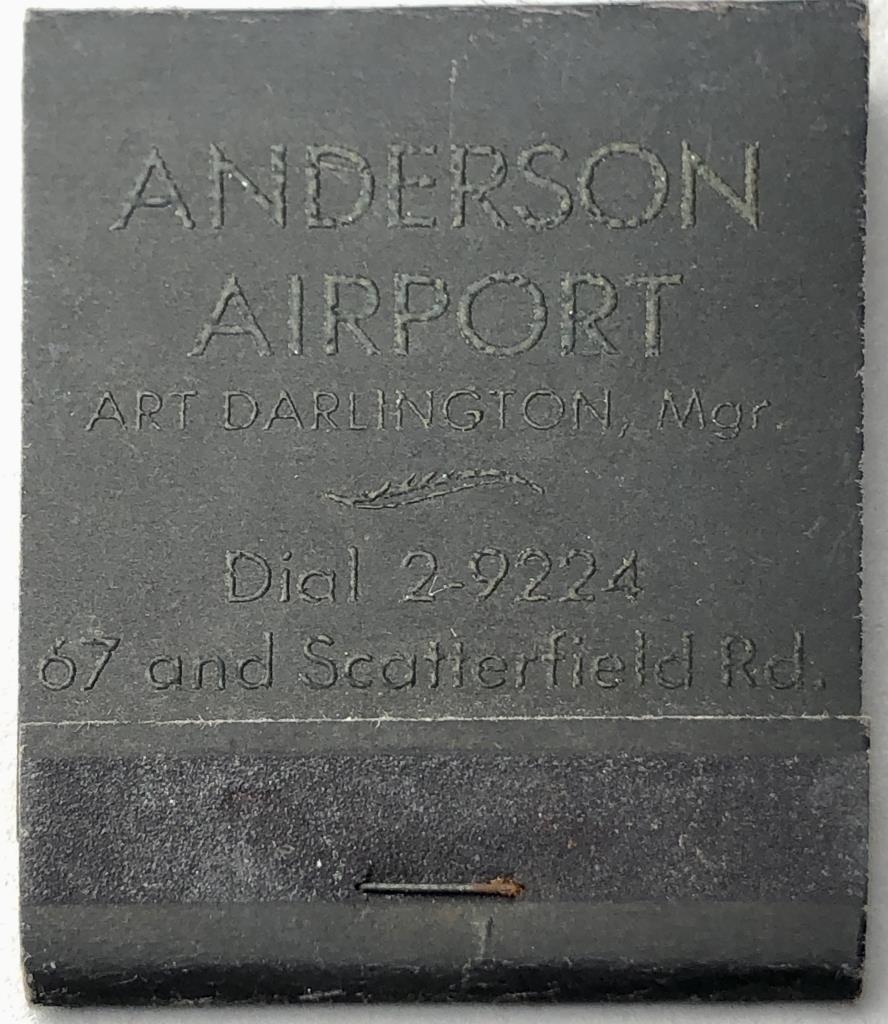 ANDERSON
AIRPORT
ART DARLINGTON, Mgr.
Dial 2-9224
67 and Scatterfield Rd.